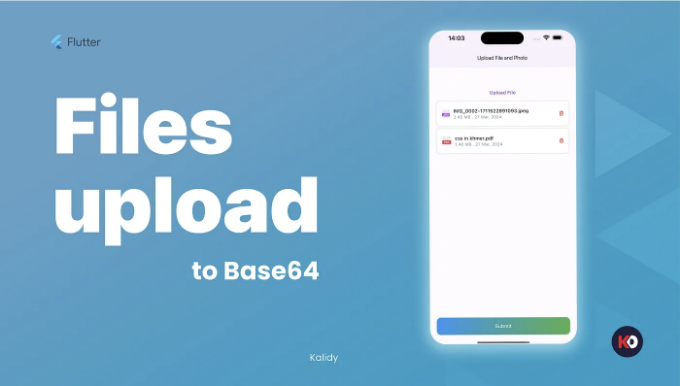 Flutter
Files
upload
to Base64
Kalidy
14:03
Upload File and Photo
Upload File
IMG_0002-1711522891093.jpeg
2.45 MB , 27 Mar, 2024
css in khmer.pdf
1.45 MB , 27 Mar, 2024
Submit
KO